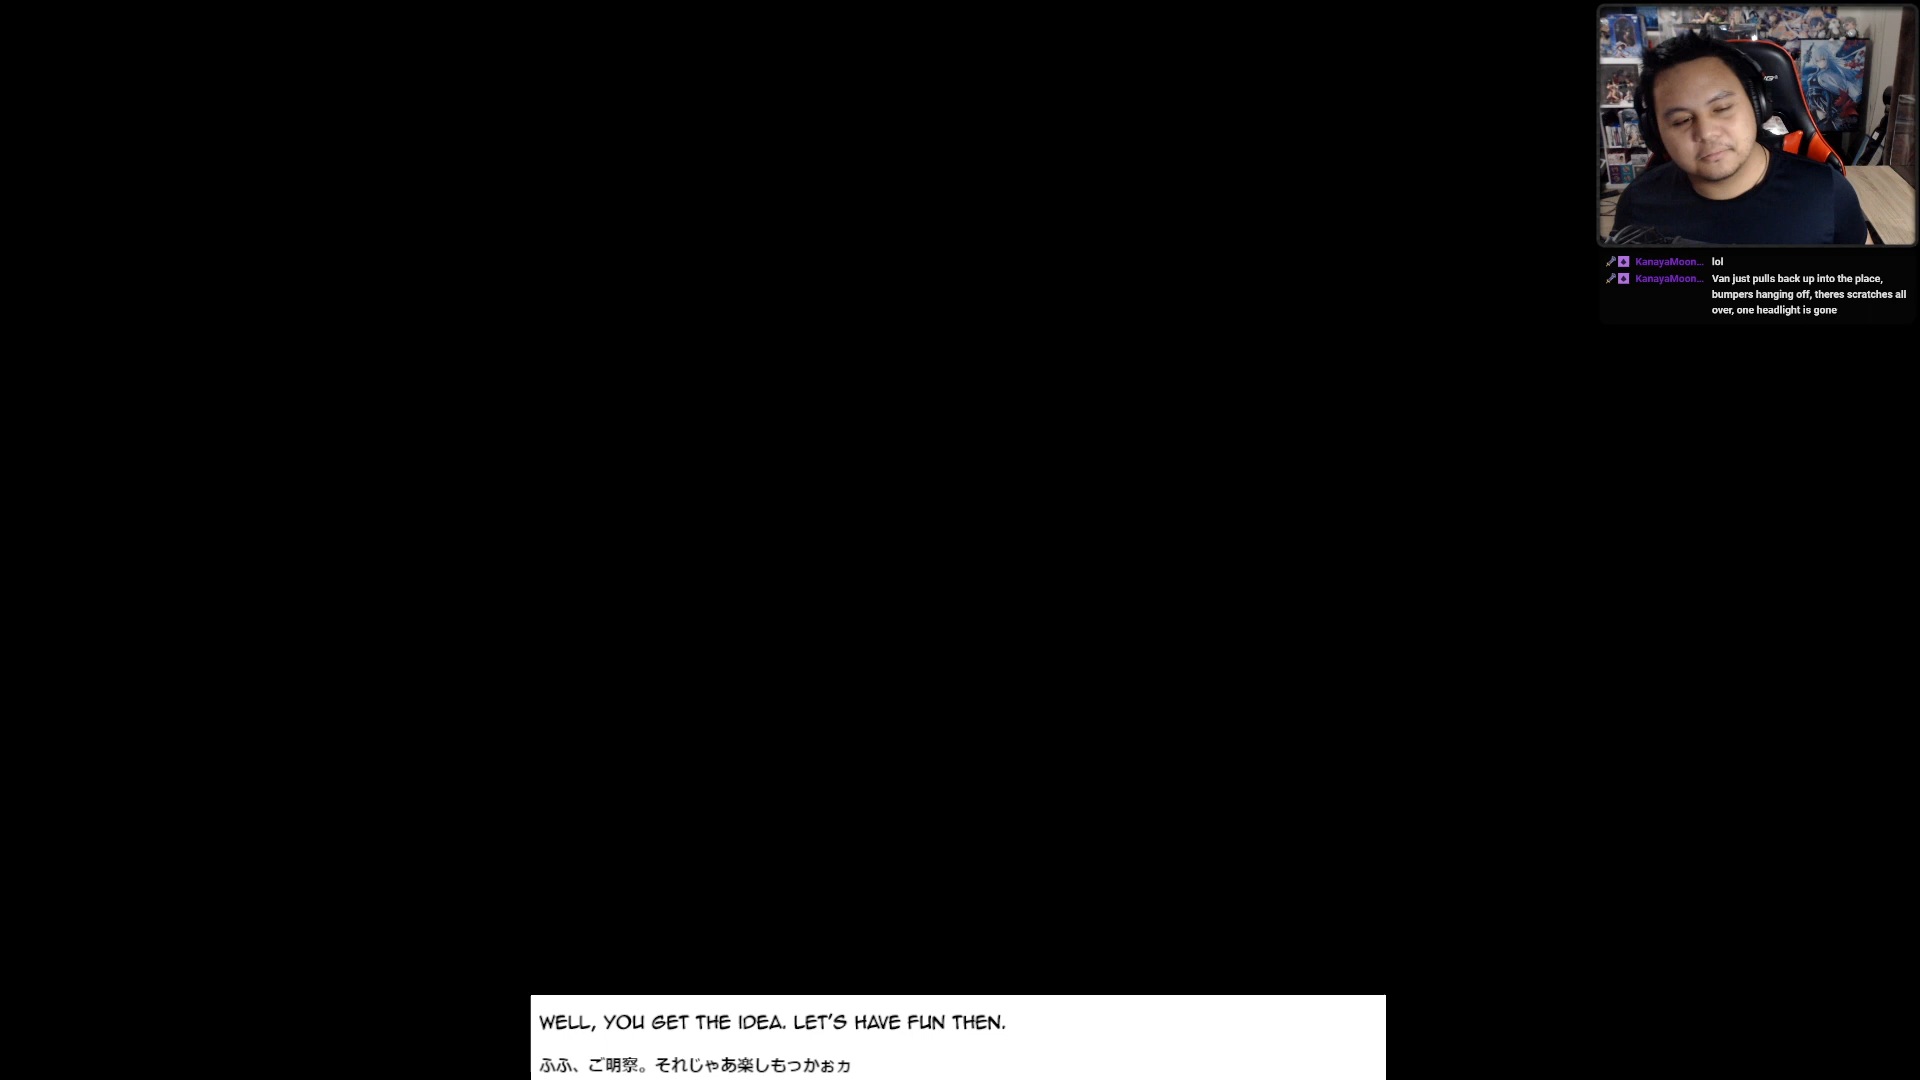 KanayaMoon... lol
KanayaMoon... Van just pulls back up into the place,
bumpers hanging off, theres scratches all
over, one headlight is gone
WELL, YOU GET THE IDEA. LET'S HAVE FUN THEN.
ふふ、ご明察。それじゃあ楽しもっかぉヵ